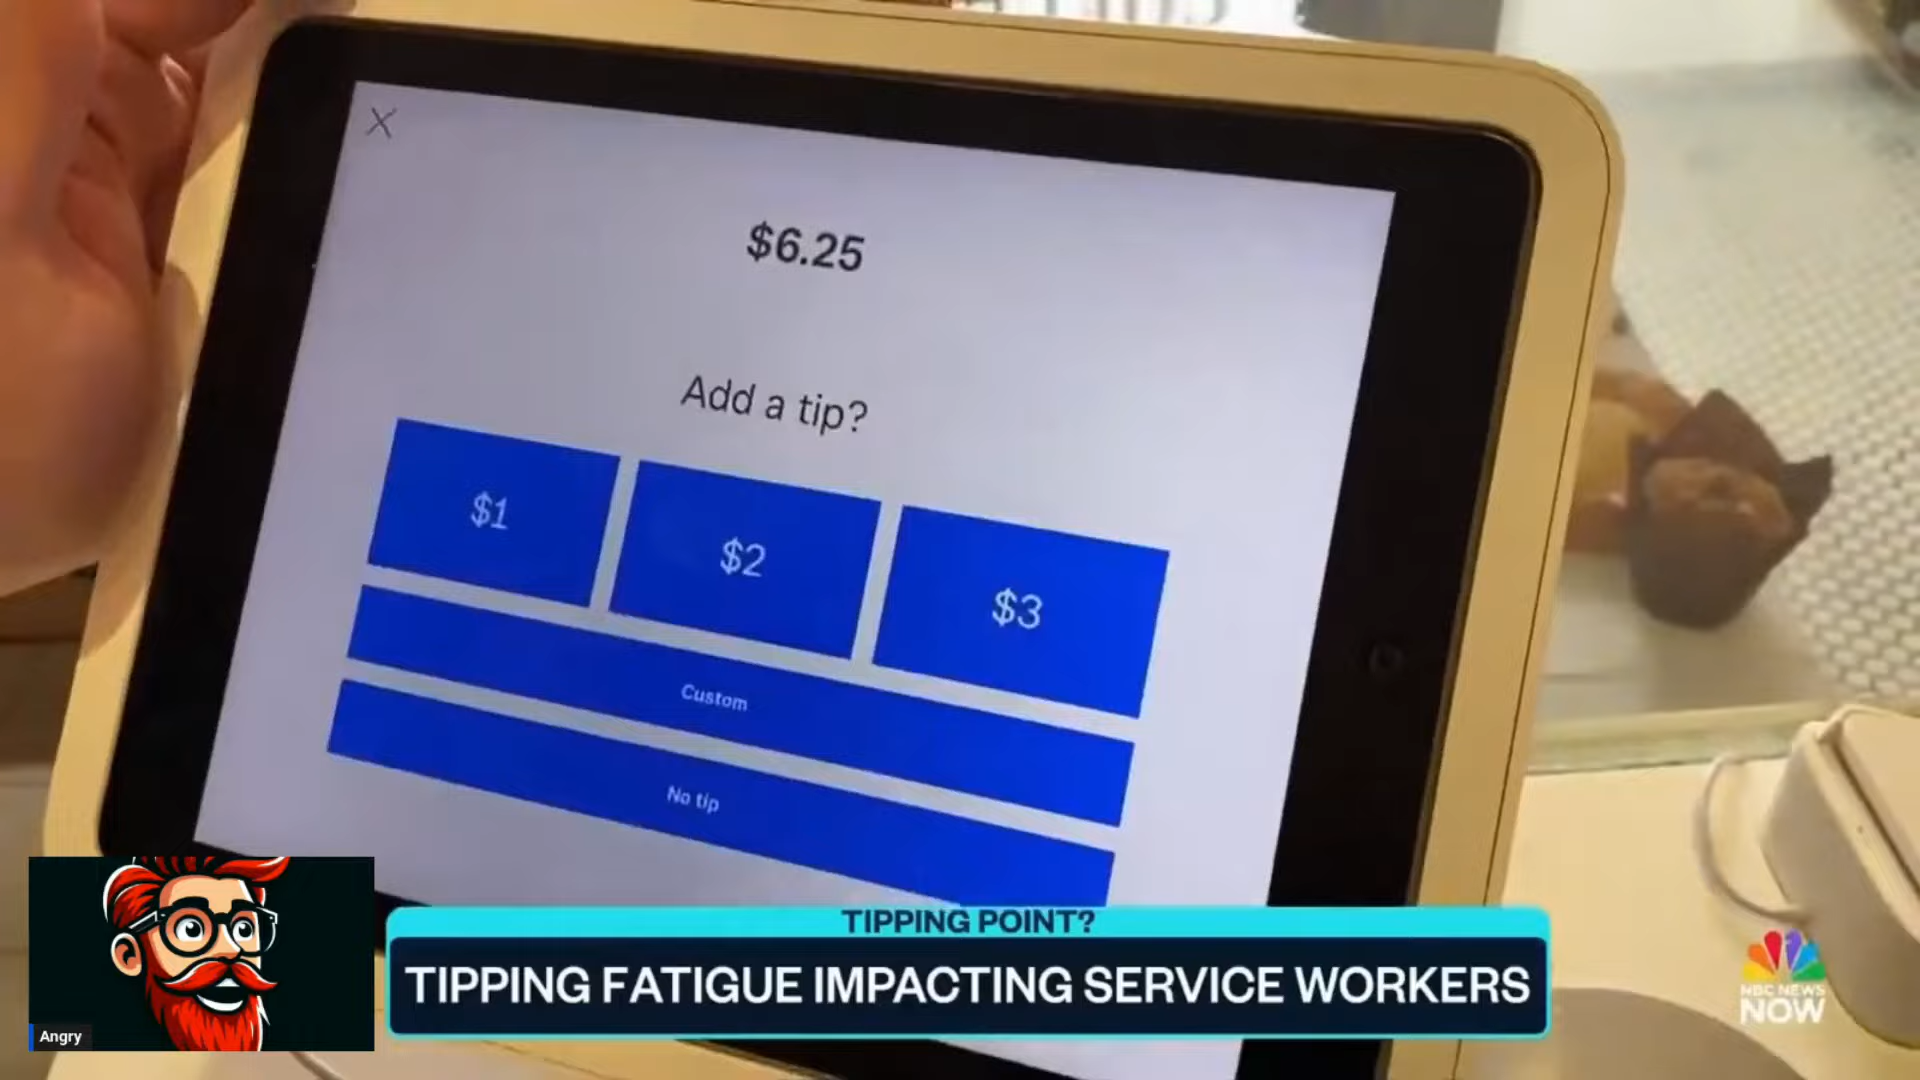 $6.25
Add a tip?
$1
$2
$3
Custom
No tip
TIPPING POINT?
TIPPING FATIGUE IMPACTING SERVICE WORKERS
NBC NEWS
NOW
Angry